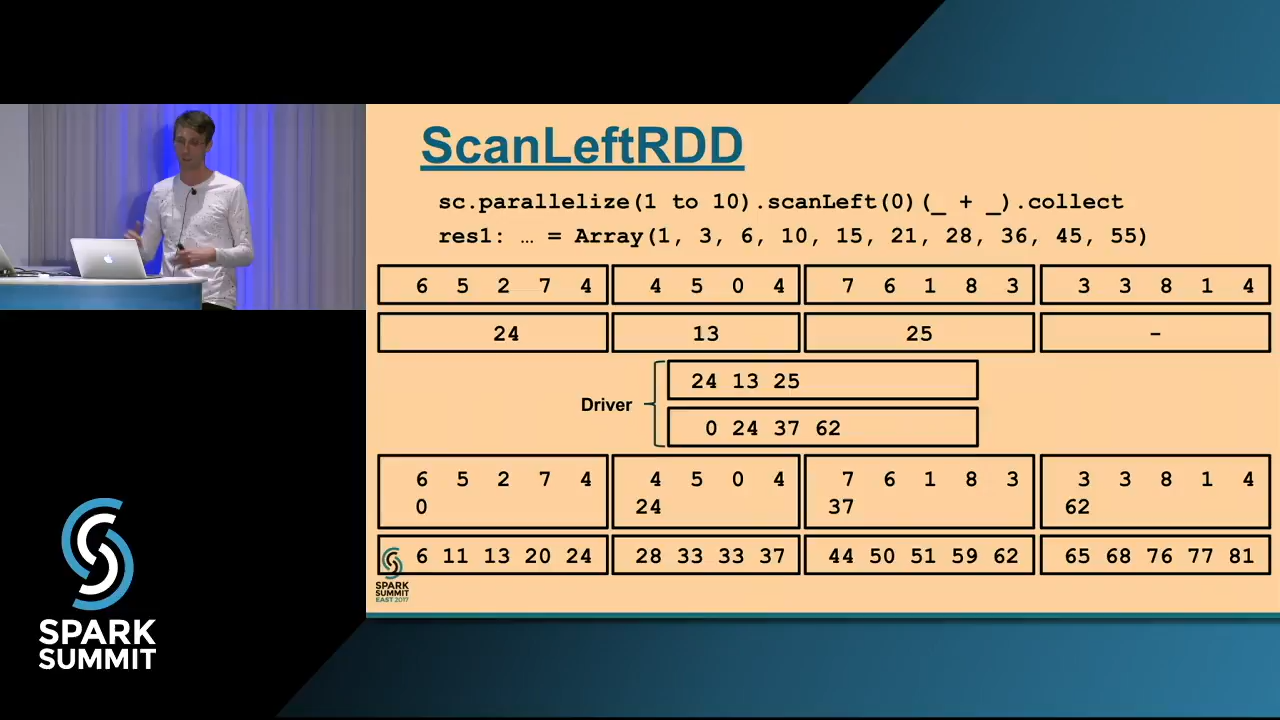 ScanLeftRDD
sc.parallelize(1 to 10).scanLeft(0)(_ + _).collect
res1: … = Array(1, 3, 6, 10, 15, 21, 28, 36, 45, 55)
6 5 2 7 4 4 5 0 4 7 6 1 8 3 3 3 8 1 4
24 13 25 –
24 13 25
Driver
0 24 37 62
6 5 2 7 4 4 5 0 4 7 6 1 8 3 3 3 8 1 4
0 24 37 62
6 11 13 20 24 28 33 33 37 44 50 51 59 62 65 68 76 77 81
SPARK
SUMMIT
EAST 2017
SPARK
SUMMIT